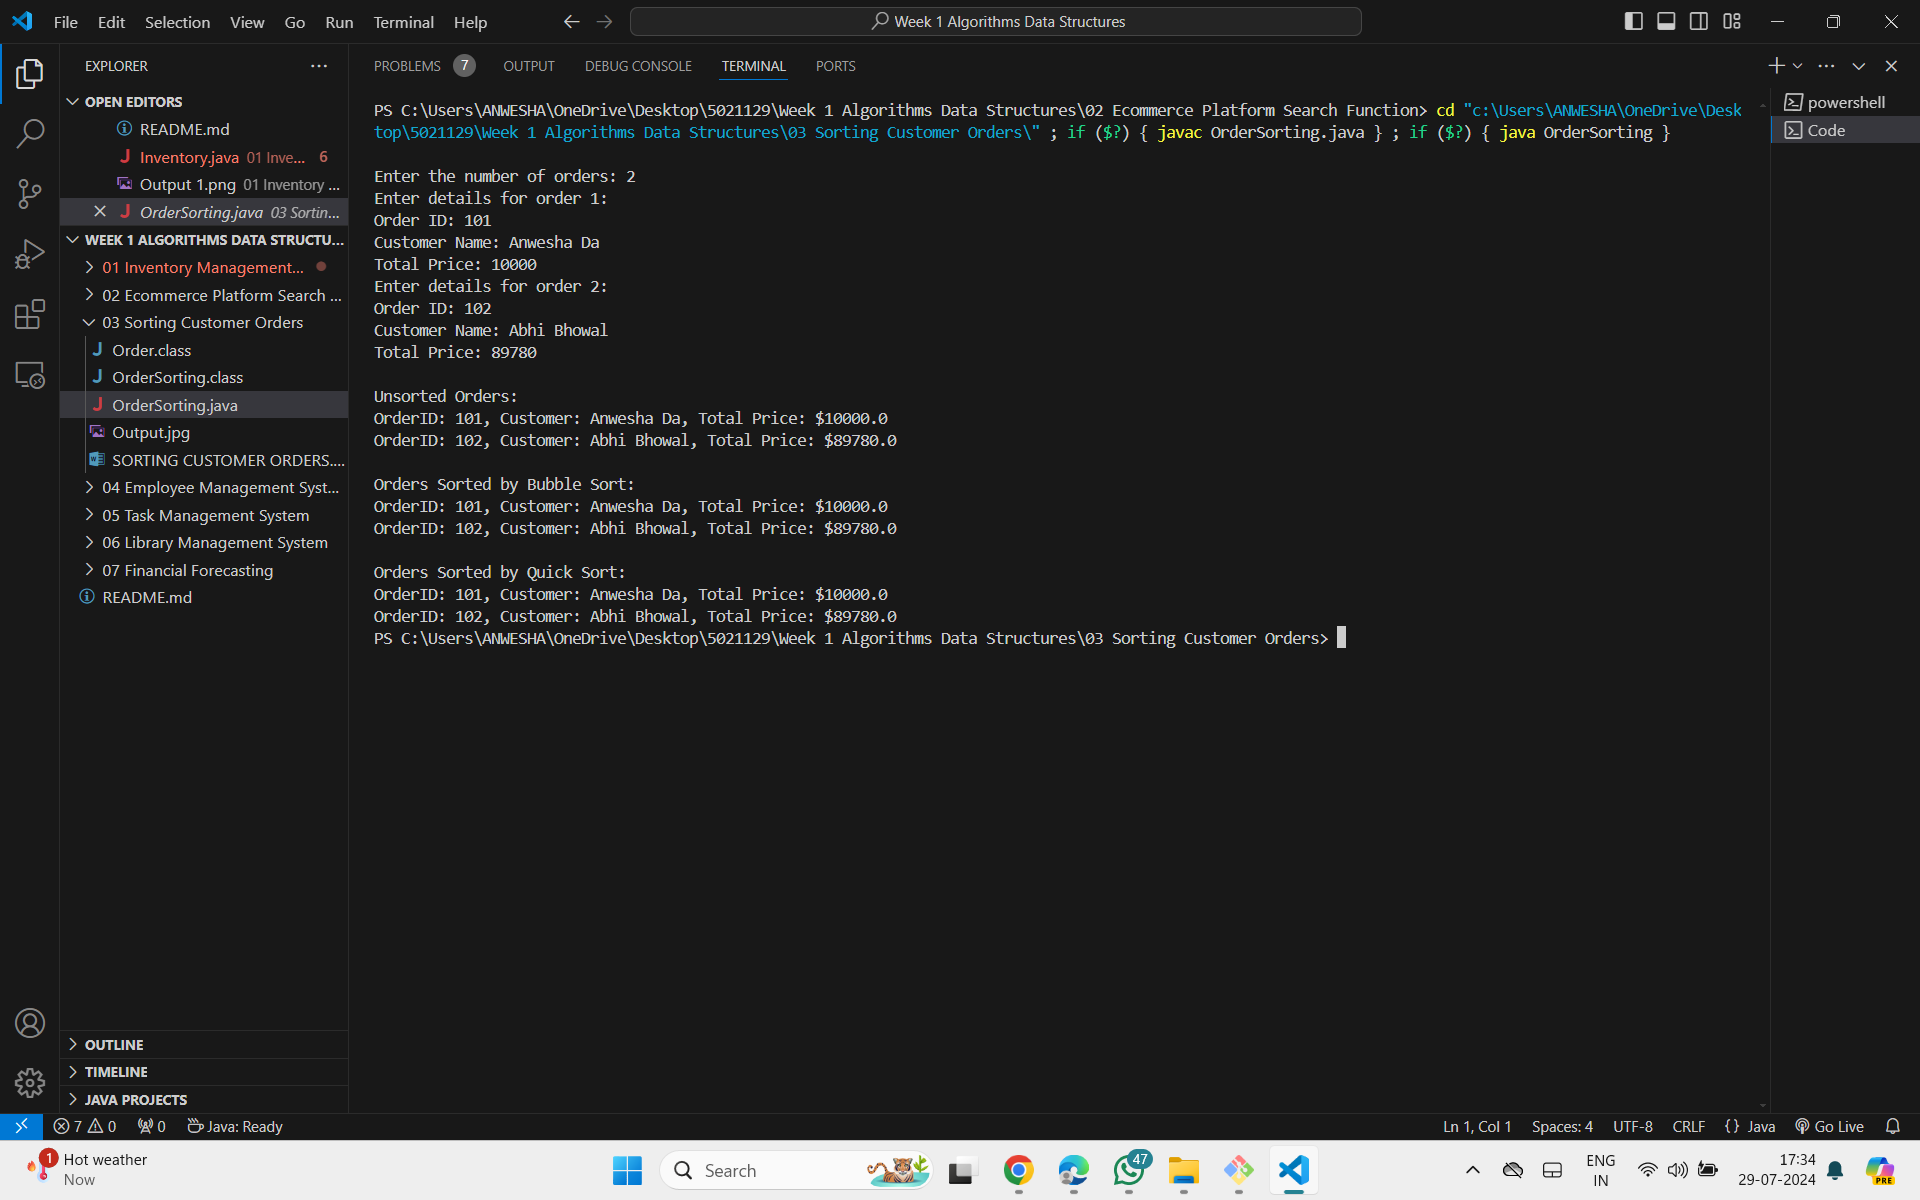 File Edit Selection View Go Run Terminal Help
Week 1 Algorithms Data Structures
EXPLORER
OPEN EDITORS
README.md
Inventory.java 01 Inve... 6
Output 1.png 01 Inventory ...
OrderSorting.java 03 Sortin...
WEEK 1 ALGORITHMS DATA STRUCTU...
01 Inventory Management...
02 Ecommerce Platform Search ...
03 Sorting Customer Orders
Order.class
OrderSorting.class
OrderSorting.java
Output.jpg
SORTING CUSTOMER ORDERS....
04 Employee Management Syst...
05 Task Management System
06 Library Management System
07 Financial Forecasting
README.md
OUTLINE
TIMELINE
JAVA PROJECTS
PROBLEMS 7 OUTPUT DEBUG CONSOLE TERMINAL PORTS
PS C:\Users\ANWESHA\OneDrive\Desktop\5021129\Week 1 Algorithms Data Structures\02 Ecommerce Platform Search Function> cd "c:\Users\ANWESHA\OneDrive\Desk
top\5021129\Week 1 Algorithms Data Structures\03 Sorting Customer Orders\" ; if ($?) { javac OrderSorting.java } ; if ($?) { java OrderSorting }
Enter the number of orders: 2
Enter details for order 1:
Order ID: 101
Customer Name: Anwesha Da
Total Price: 10000
Enter details for order 2:
Order ID: 102
Customer Name: Abhi Bhowal
Total Price: 89780
Unsorted Orders:
OrderID: 101, Customer: Anwesha Da, Total Price: $10000.0
OrderID: 102, Customer: Abhi Bhowal, Total Price: $89780.0
Orders Sorted by Bubble Sort:
OrderID: 101, Customer: Anwesha Da, Total Price: $10000.0
OrderID: 102, Customer: Abhi Bhowal, Total Price: $89780.0
Orders Sorted by Quick Sort:
OrderID: 101, Customer: Anwesha Da, Total Price: $10000.0
OrderID: 102, Customer: Abhi Bhowal, Total Price: $89780.0
PS C:\Users\ANWESHA\OneDrive\Desktop\5021129\Week 1 Algorithms Data Structures\03 Sorting Customer Orders>
powershell
Code
7 0 0 Java: Ready
Ln 1, Col 1 Spaces: 4 UTF-8 CRLF {} Java Go Live
1 Hot weather
Now
Search
47
ENG
IN
17:34
29-07-2024
PRE